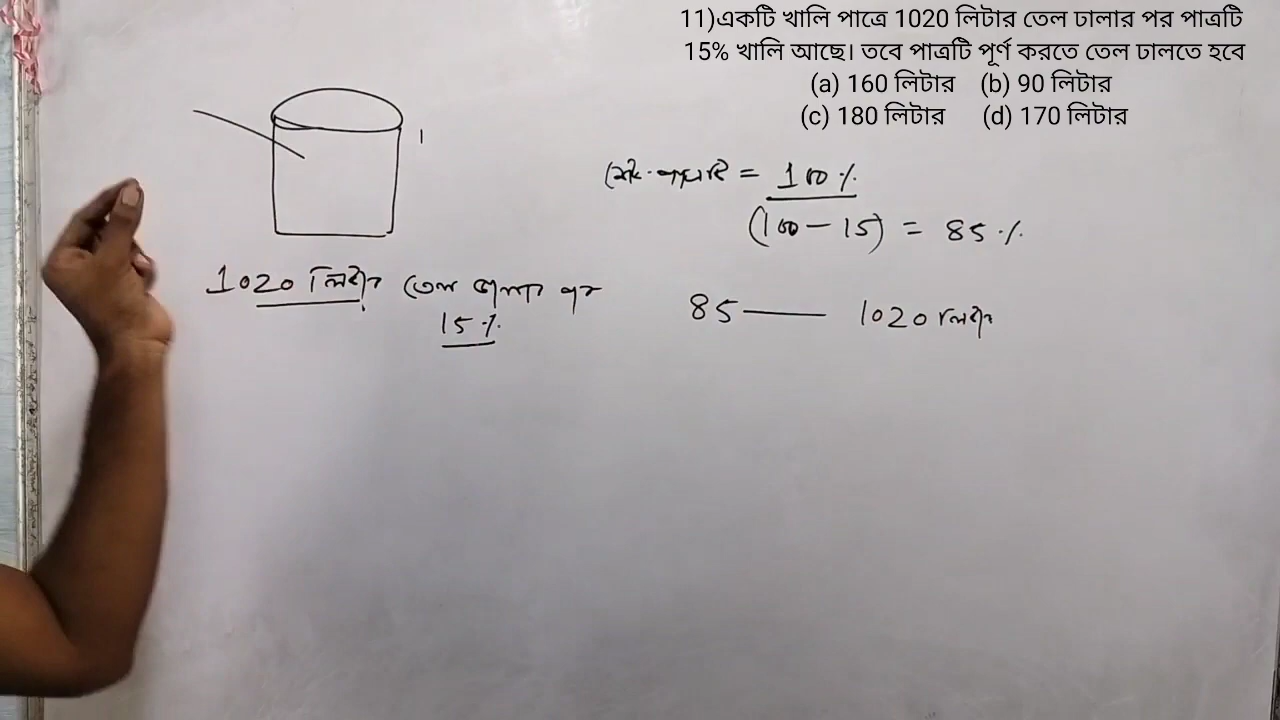 11)একটি খালি পাত্রে 1020 লিটার তেল ঢালার পর পাত্রটি
15% খালি আছে। তবে পাত্রটি পূর্ণ করতে তেল ঢালতে হবে
(a) 160 লিটার (b) 90 লিটার
(c) 180 লিটার (d) 170 লিটার
= 100 %
(100 - 15) = 85 %
1020 লিটার তেল ঢালার পর
15 %
85 — 1020 লিটার